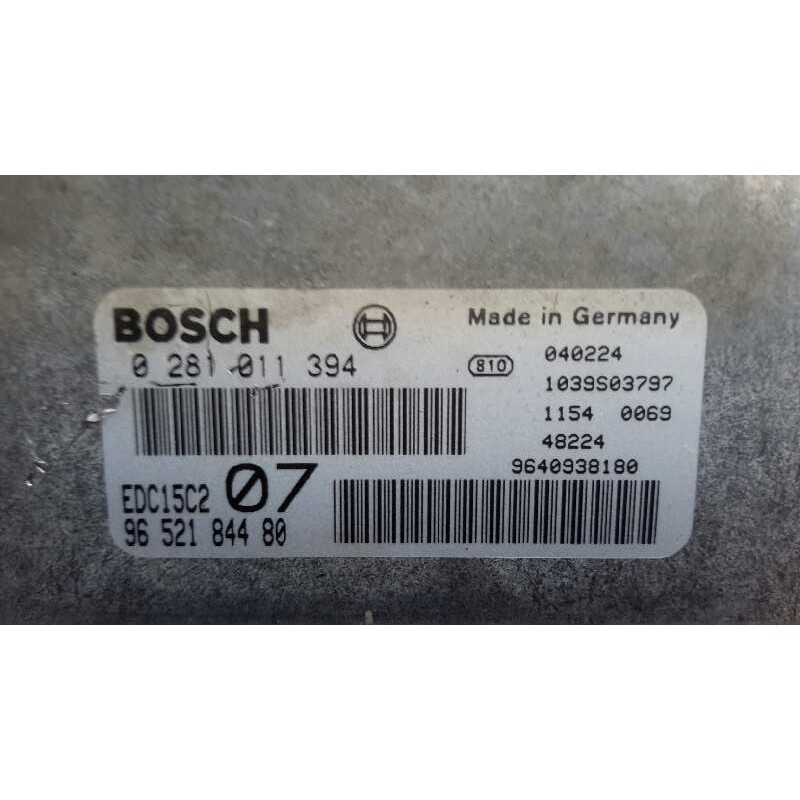 BOSCH
Made in Germany
0 281 011 394
810
040224
1039S03797
1154 0069
48224
9640938180
EDC15C2 07
96 521 844 80